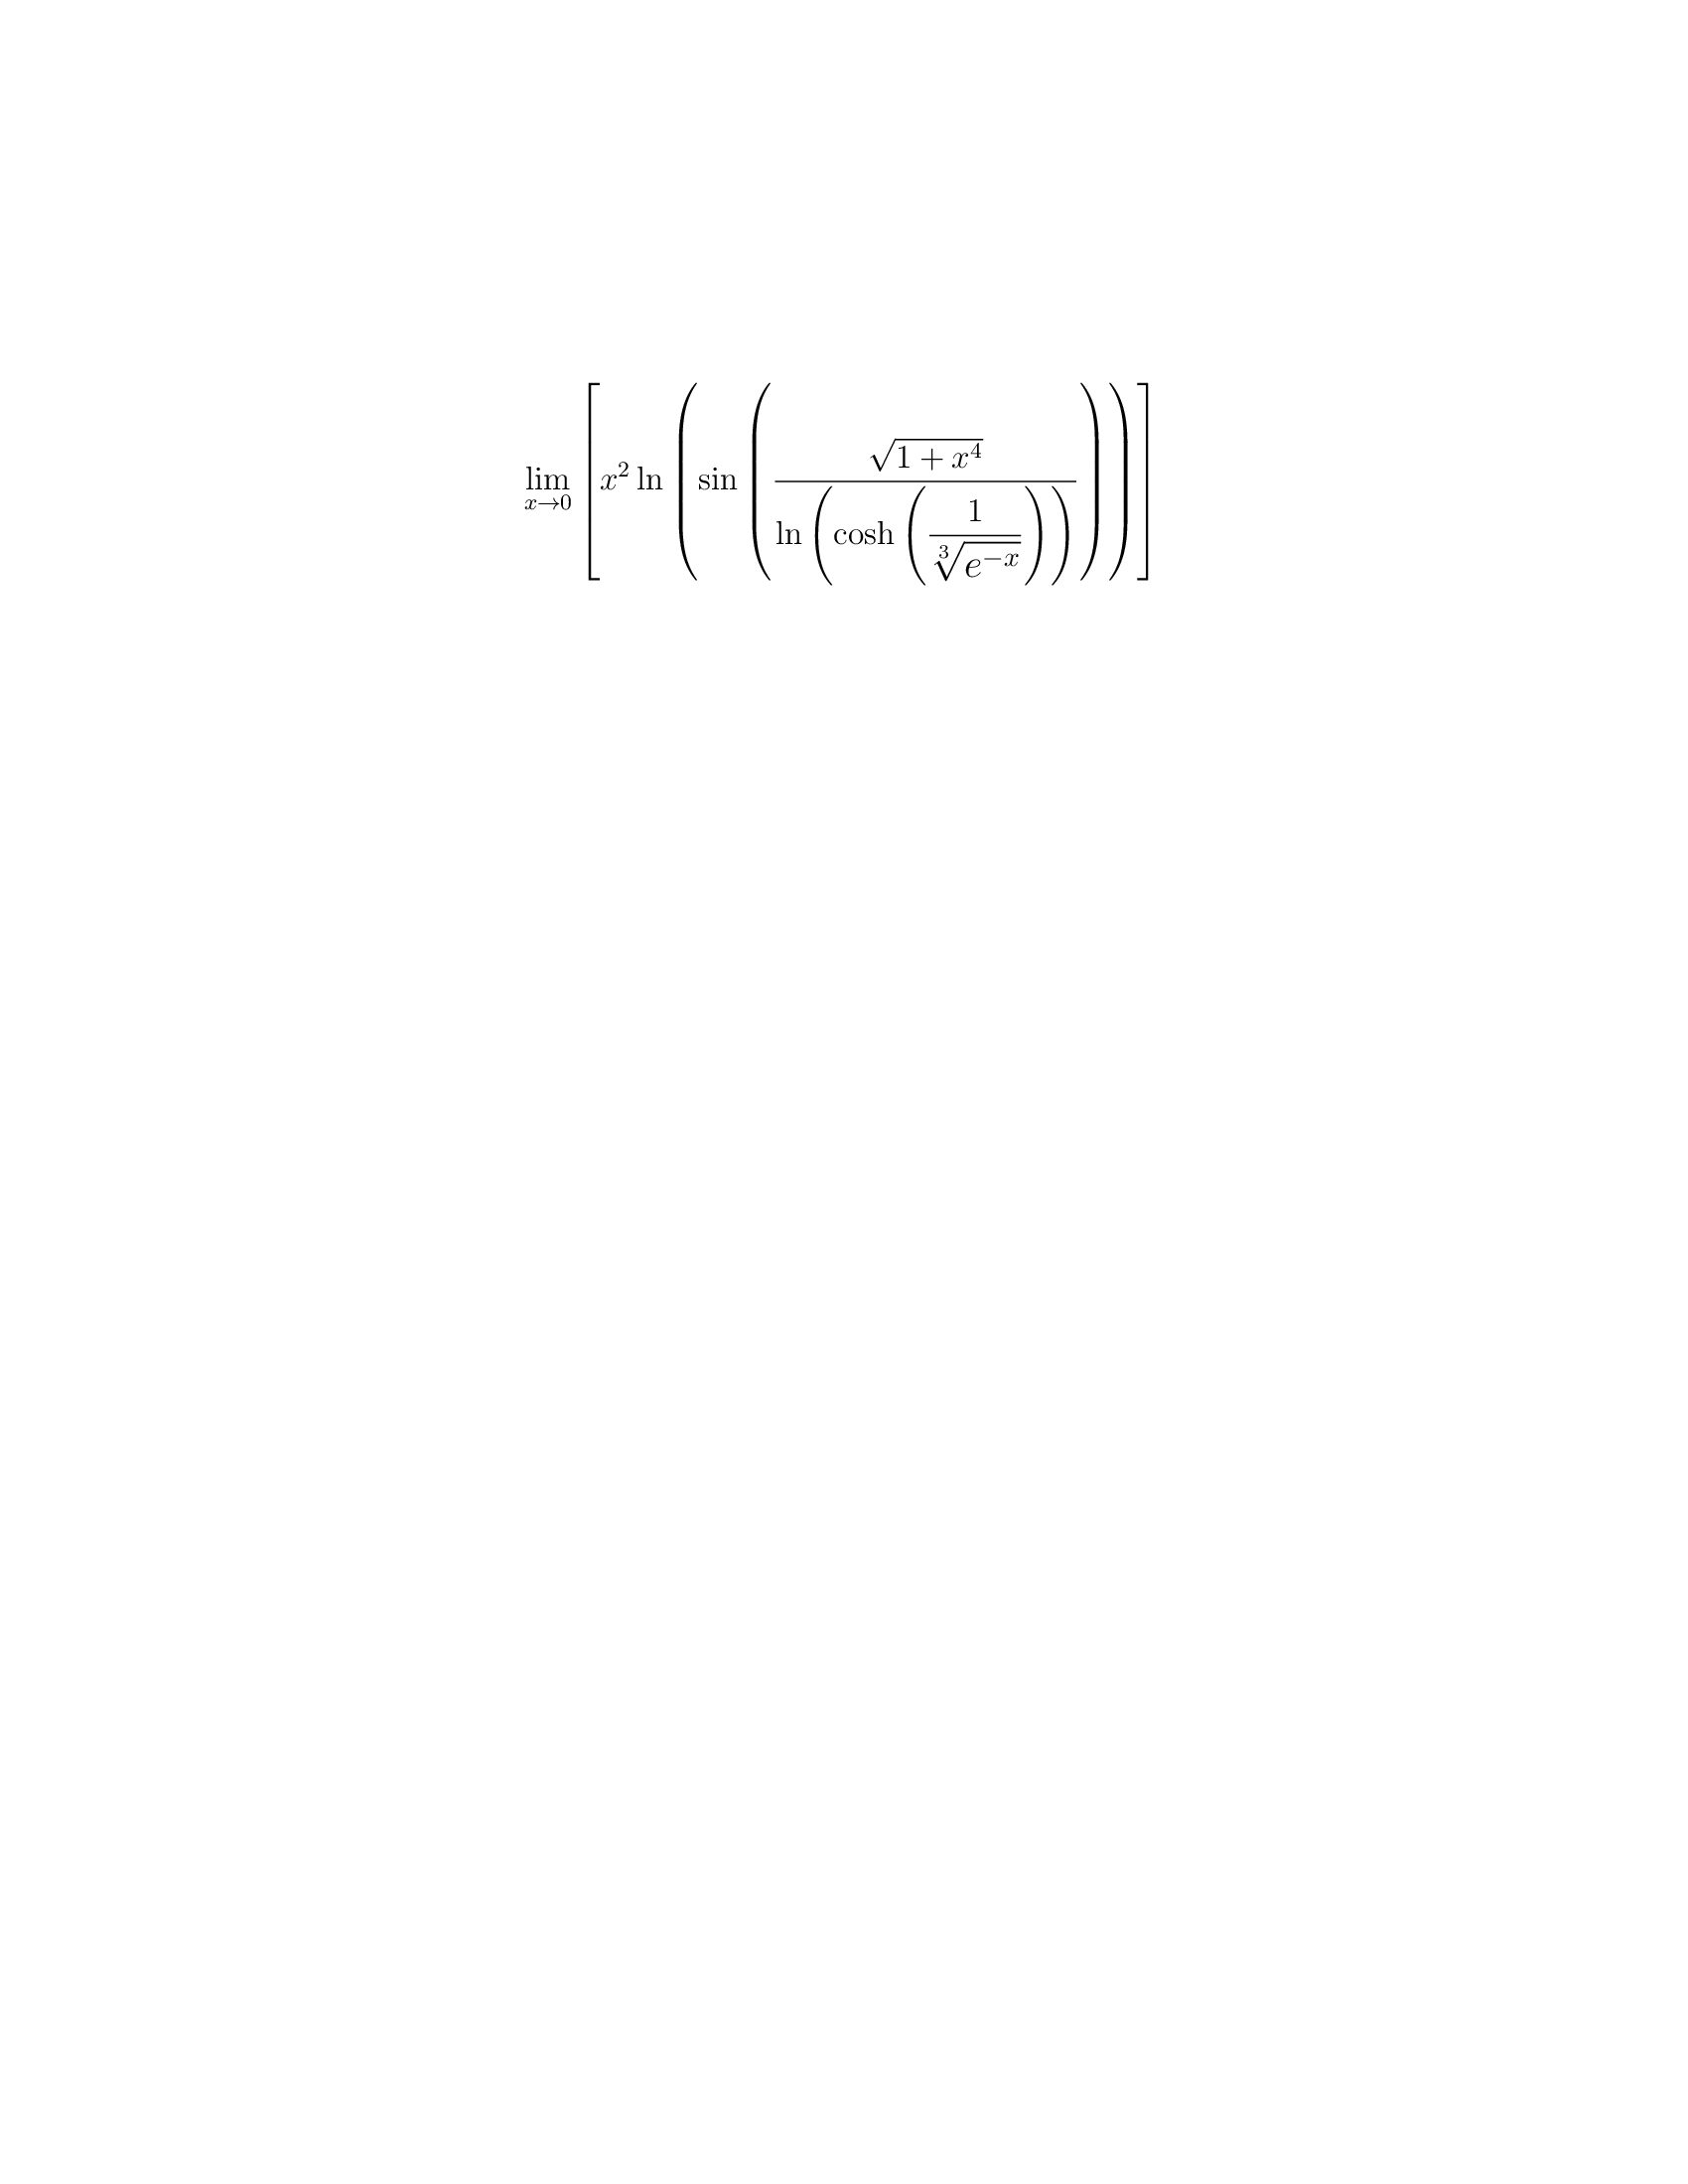 \lim_{x \to 0} \left[ x^2 \ln \left( \sin \left( \frac{\sqrt{1 + x^4}}{\ln \left( \cosh \left( \frac{1}{\sqrt[3]{e^{-x}}} \right) \right)} \right) \right) \right]